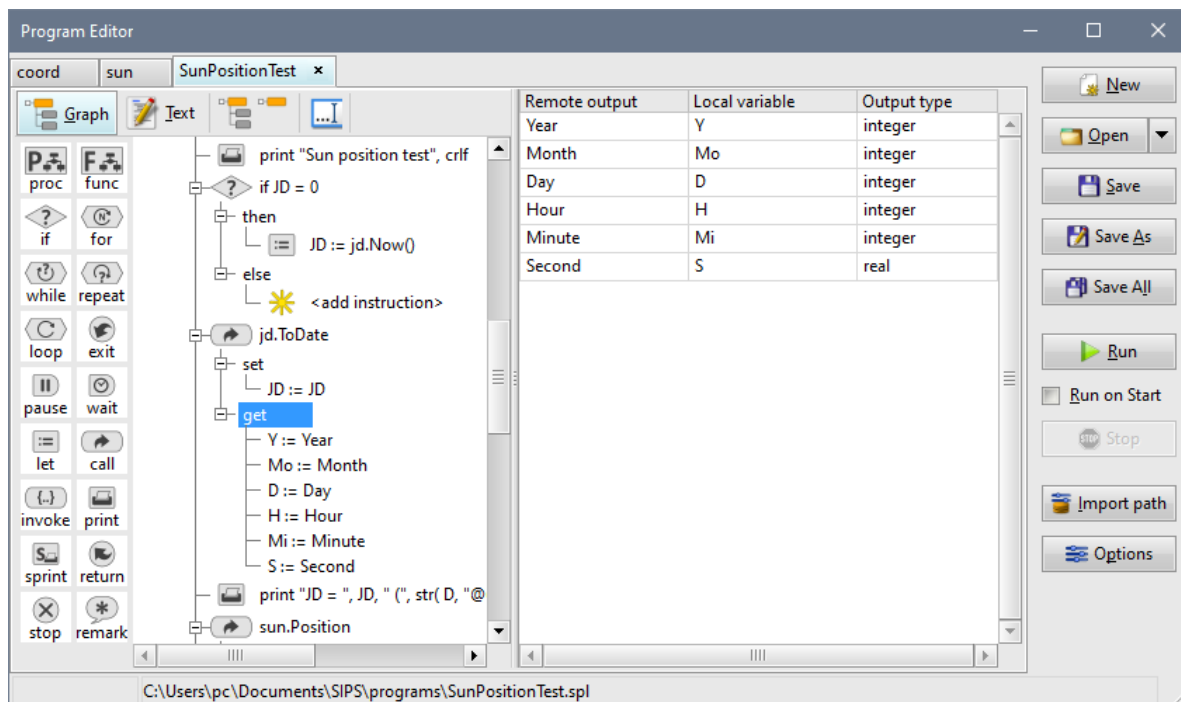 Program Editor
coord sun SunPositionTest ×
Graph Text ...
P proc F func
? if N* for
? while ? repeat
loop exit
pause wait
:= let call
{..} invoke print
S sprint return
stop * remark
print "Sun position test", crlf
? if JD = 0
then
:= JD := jd.Now()
else
<add instruction>
jd.ToDate
set
JD := JD
get
Y := Year
Mo := Month
D := Day
H := Hour
Mi := Minute
S := Second
print "JD = ", JD, " (", str( D, "@
sun.Position
Remote output Local variable Output type
Year Y integer
Month Mo integer
Day D integer
Hour H integer
Minute Mi integer
Second S real
New
Open
Save
Save As
Save All
Run
Run on Start
STOP Stop
Import path
Options
C:\Users\pc\Documents\SIPS\programs\SunPositionTest.spl